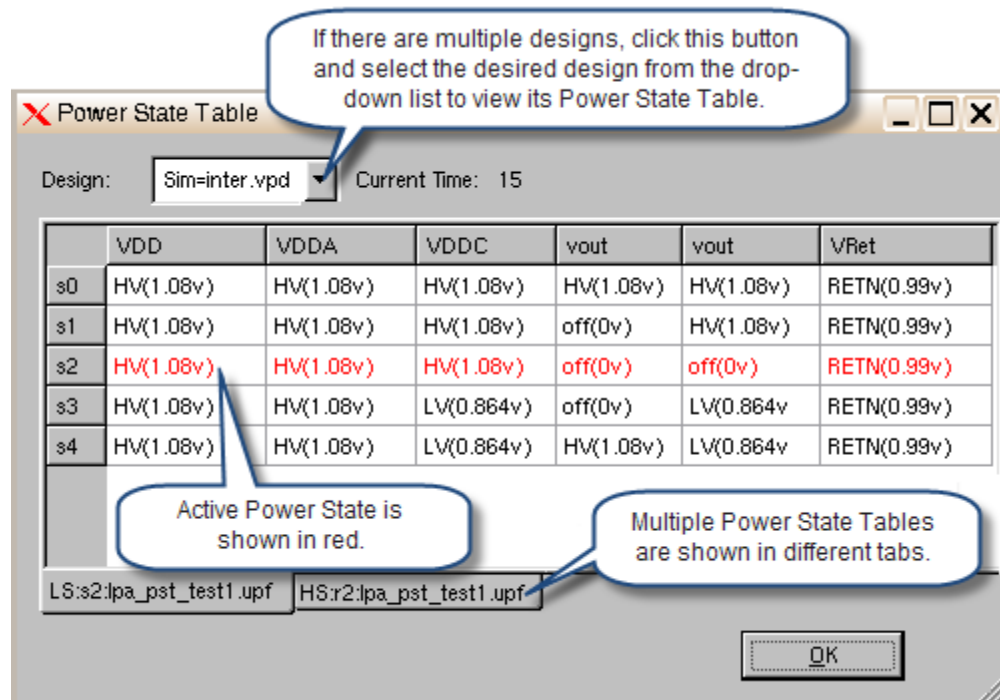 If there are multiple designs, click this button
and select the desired design from the drop-
down list to view its Power State Table.
Power State Table
Design: Sim=inter.vpd Current Time: 15
VDD VDDA VDDC vout vout VRet
s0 HV(1.08v) HV(1.08v) HV(1.08v) HV(1.08v) HV(1.08v) RETN(0.99v)
s1 HV(1.08v) HV(1.08v) HV(1.08v) off(0v) HV(1.08v) RETN(0.99v)
s2 HV(1.08v) HV(1.08v) HV(1.08v) off(0v) off(0v) RETN(0.99v)
s3 HV(1.08v) HV(1.08v) LV(0.864v) off(0v) LV(0.864v RETN(0.99v)
s4 HV(1.08v) HV(1.08v) LV(0.864v) HV(1.08v) LV(0.864v RETN(0.99v)
Active Power State is
shown in red.
Multiple Power State Tables
are shown in different tabs.
LS:s2:lpa_pst_test1.upf HS:r2:lpa_pst_test1.upf
OK